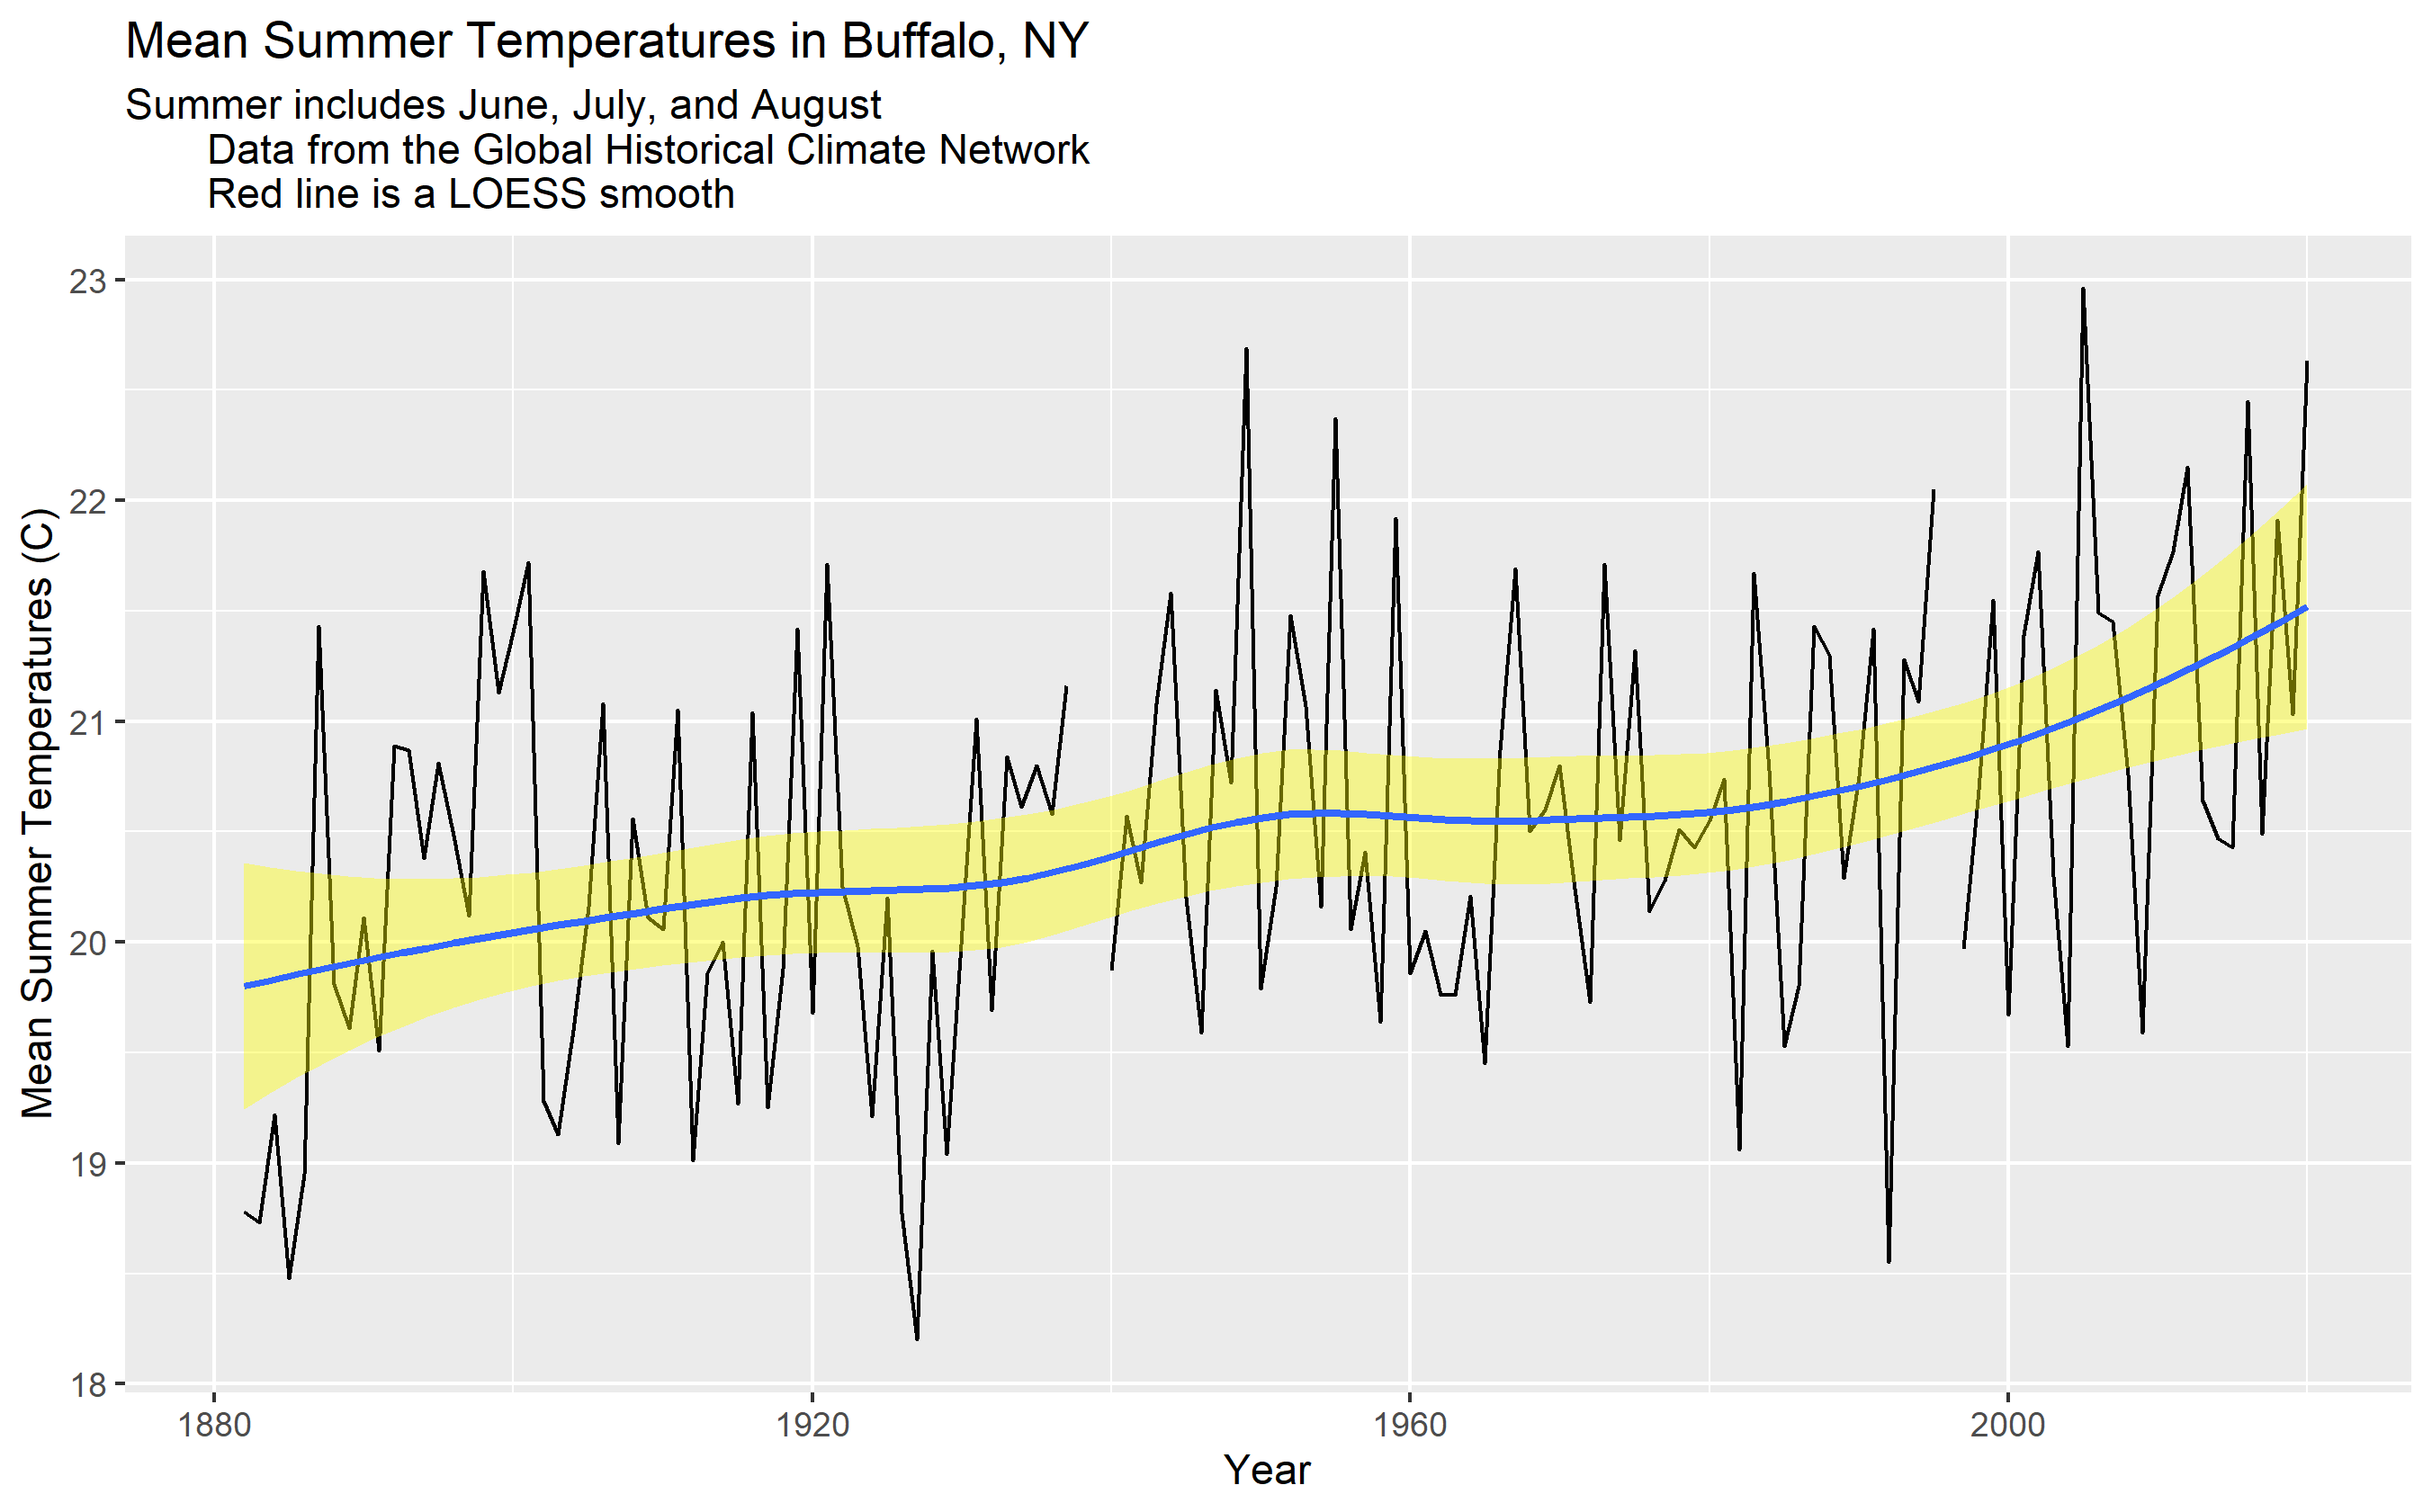 Mean Summer Temperatures in Buffalo, NY
Summer includes June, July, and August
Data from the Global Historical Climate Network
Red line is a LOESS smooth
23
22
21
20
19
18
Mean Summer Temperatures (C)
1880
1920
1960
2000
Year